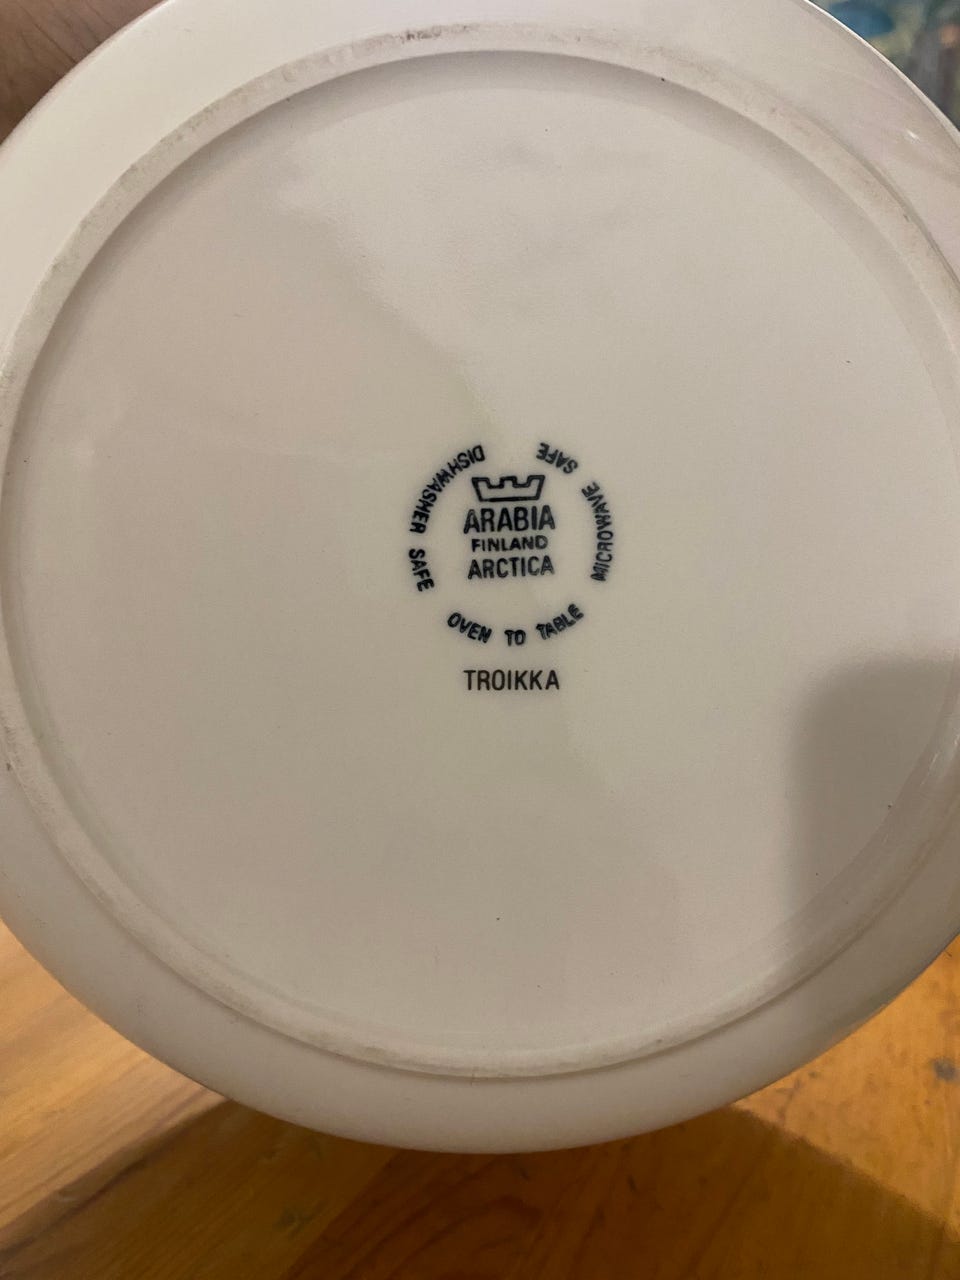 DISHWASHER SAFE
MICROWAVE SAFE
ARABIA
FINLAND
ARCTICA
OVEN TO TABLE
TROIKKA